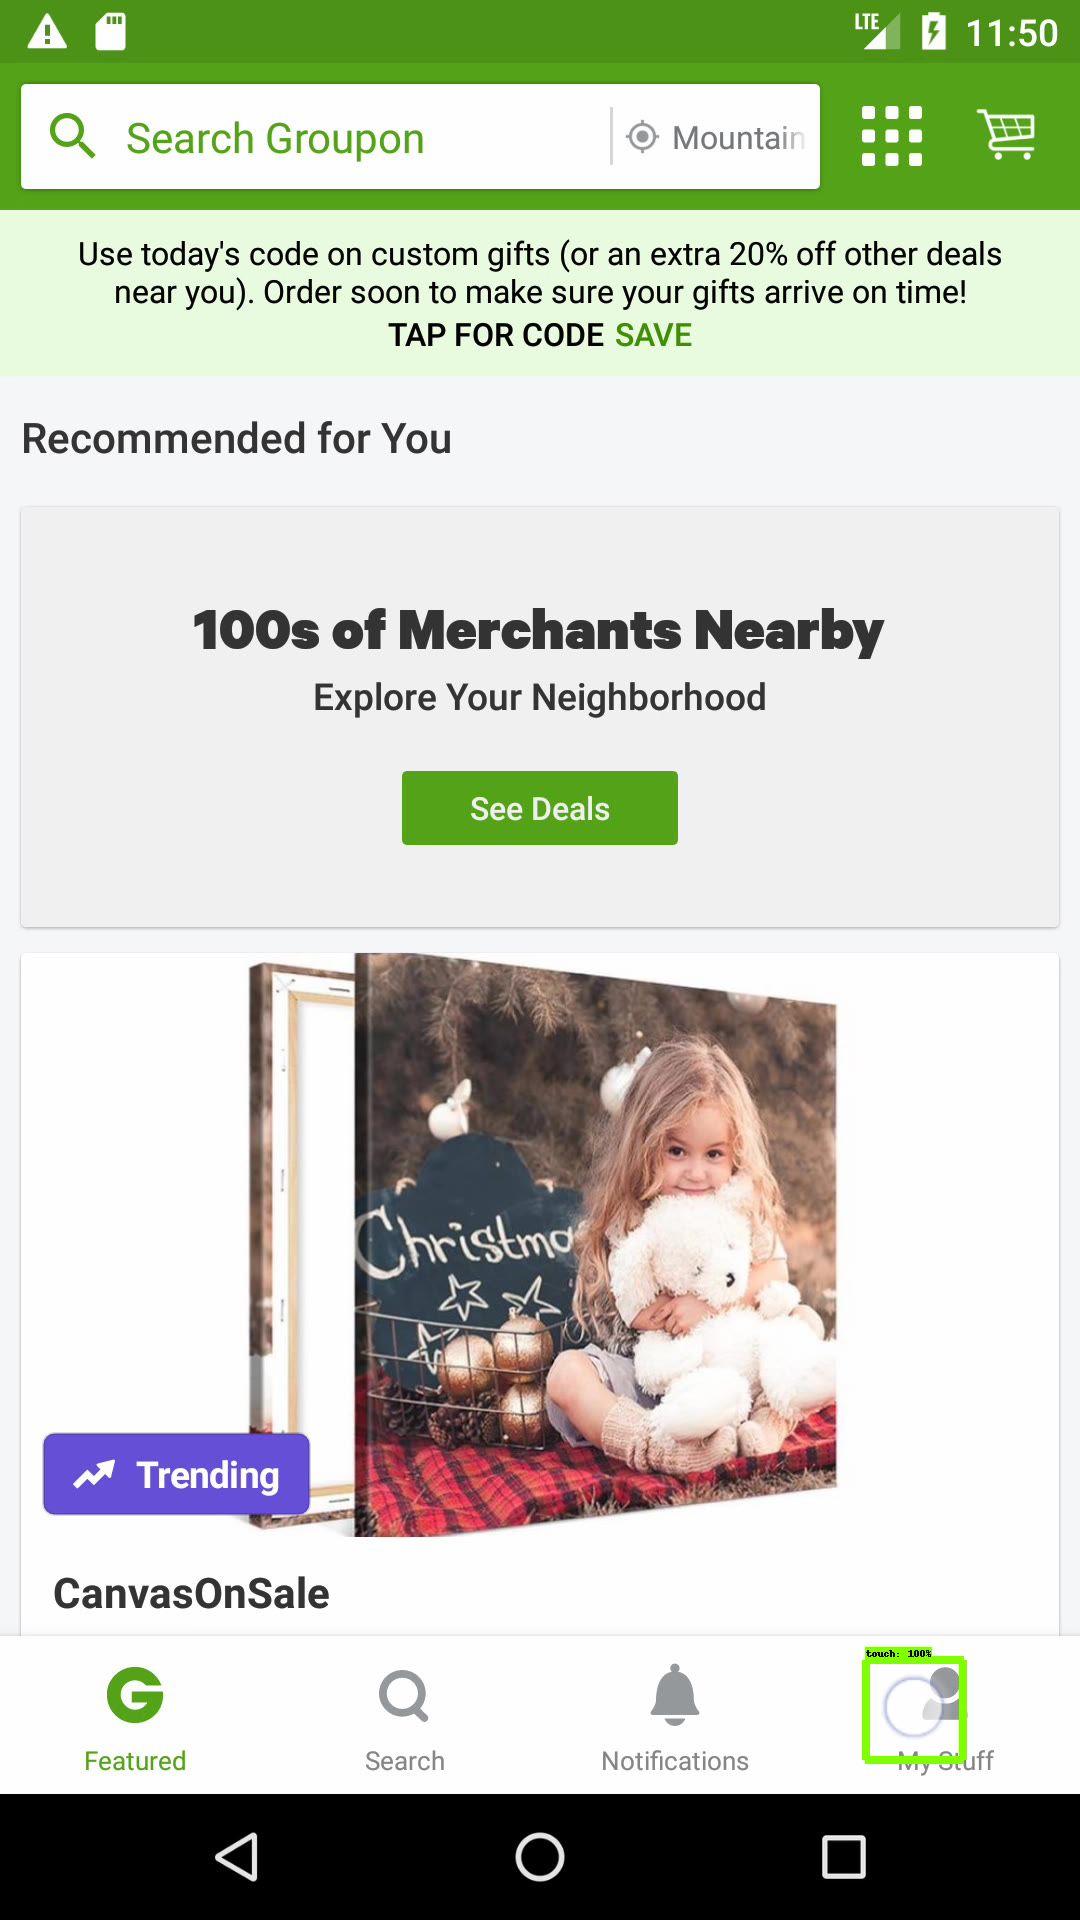 LTE 11:50
Search Groupon Mountain
Use today's code on custom gifts (or an extra 20% off other deals
near you). Order soon to make sure your gifts arrive on time!
TAP FOR CODE SAVE
Recommended for You
100s of Merchants Nearby
Explore Your Neighborhood
See Deals
Christma
Trending
CanvasOnSale
touch: 100%
Featured Search Notifications My Stuff